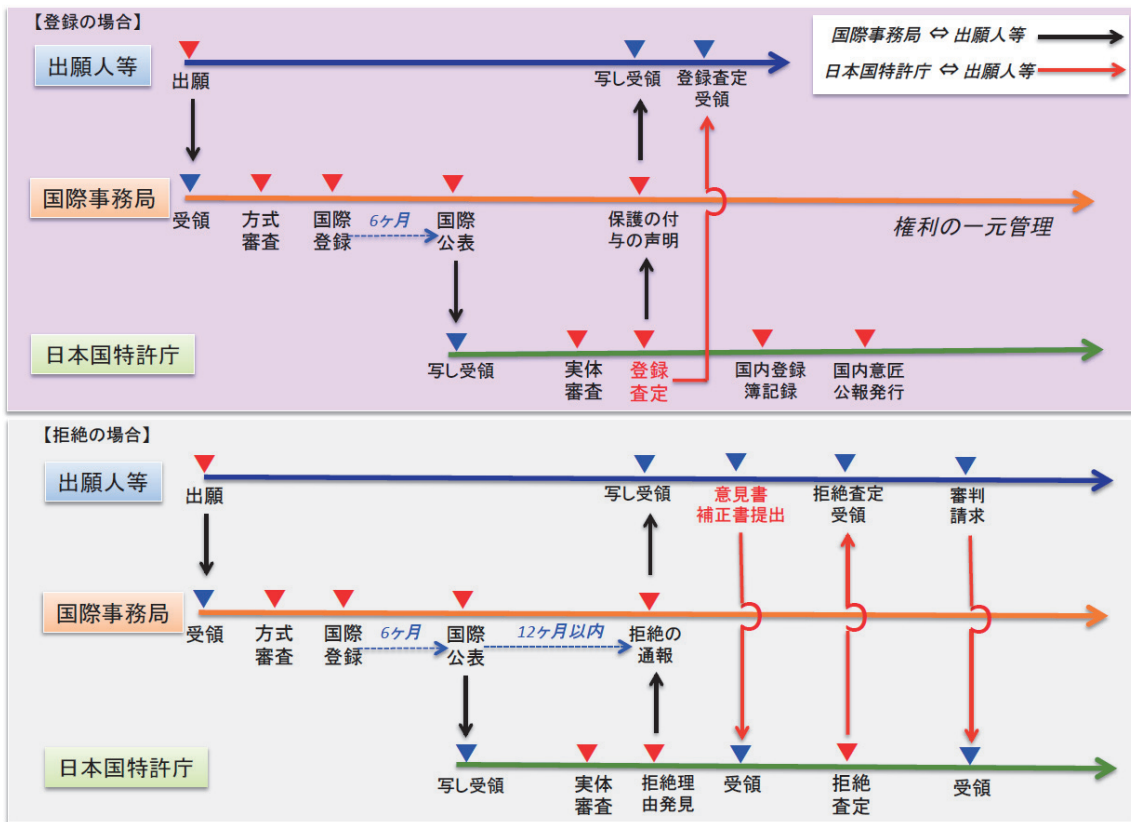 【登録の場合】
国際事務局 ⇔ 出願人等
日本国特許庁 ⇔ 出願人等
出願人等
出願
写し受領
登録査定
受領
国際事務局
受領
方式
審査
国際
登録
6ヶ月
国際
公表
保護の付
与の声明
権利の一元管理
日本国特許庁
写し受領
実体
審査
登録
査定
国内登録
簿記録
国内意匠
公報発行
【拒絶の場合】
出願人等
出願
写し受領
意見書
補正書提出
拒絶査定
受領
審判
請求
国際事務局
受領
方式
審査
国際
登録
6ヶ月
国際
公表
12ヶ月以内
拒絶の
通報
日本国特許庁
写し受領
実体
審査
拒絶理
由発見
受領
拒絶
査定
受領